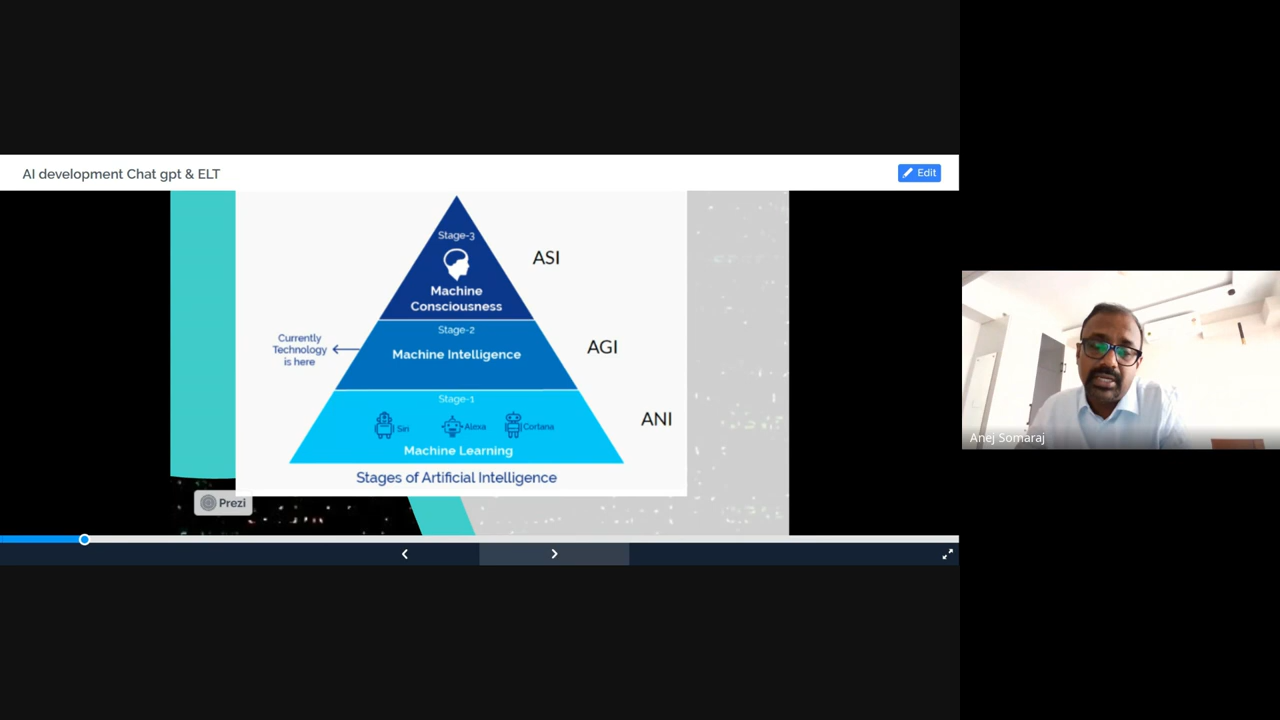 AI development Chat gpt & ELT
Edit
Stage-3
ASI
Machine
Consciousness
Stage-2
Currently
Technology
is here
Machine Intelligence
AGI
Stage-1
Siri
Alexa
Cortana
ANI
Machine Learning
Stages of Artificial Intelligence
Prezi
Anej Somaraj